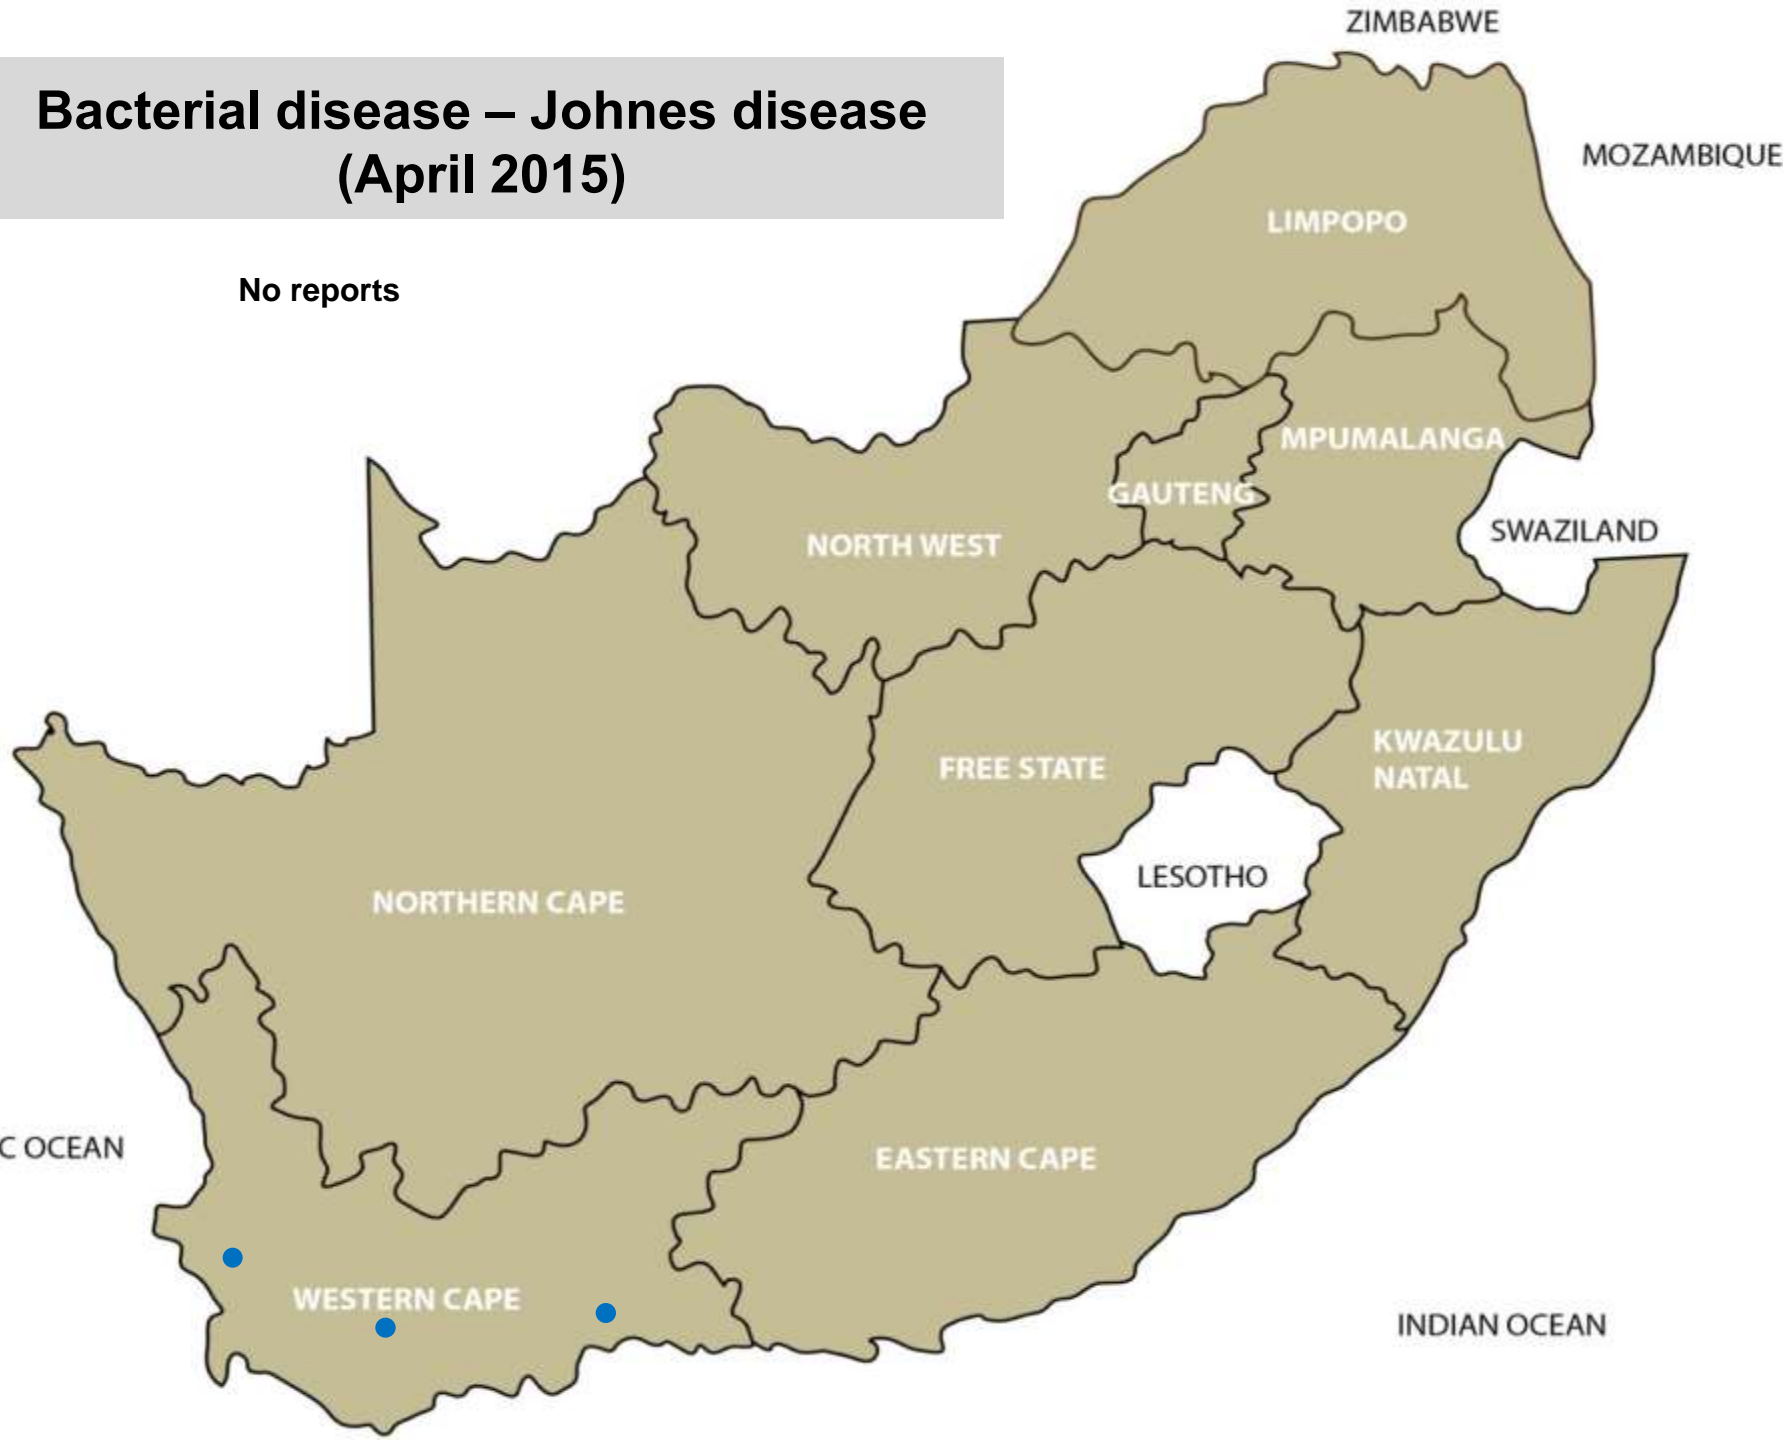 ZIMBABWE
Bacterial disease – Johnes disease
(April 2015)
MOZAMBIQUE
LIMPOPO
No reports
MPUMALANGA
GAUTENG
SWAZILAND
NORTH WEST
KWAZULU
NATAL
FREE STATE
LESOTHO
NORTHERN CAPE
C OCEAN
EASTERN CAPE
WESTERN CAPE
INDIAN OCEAN